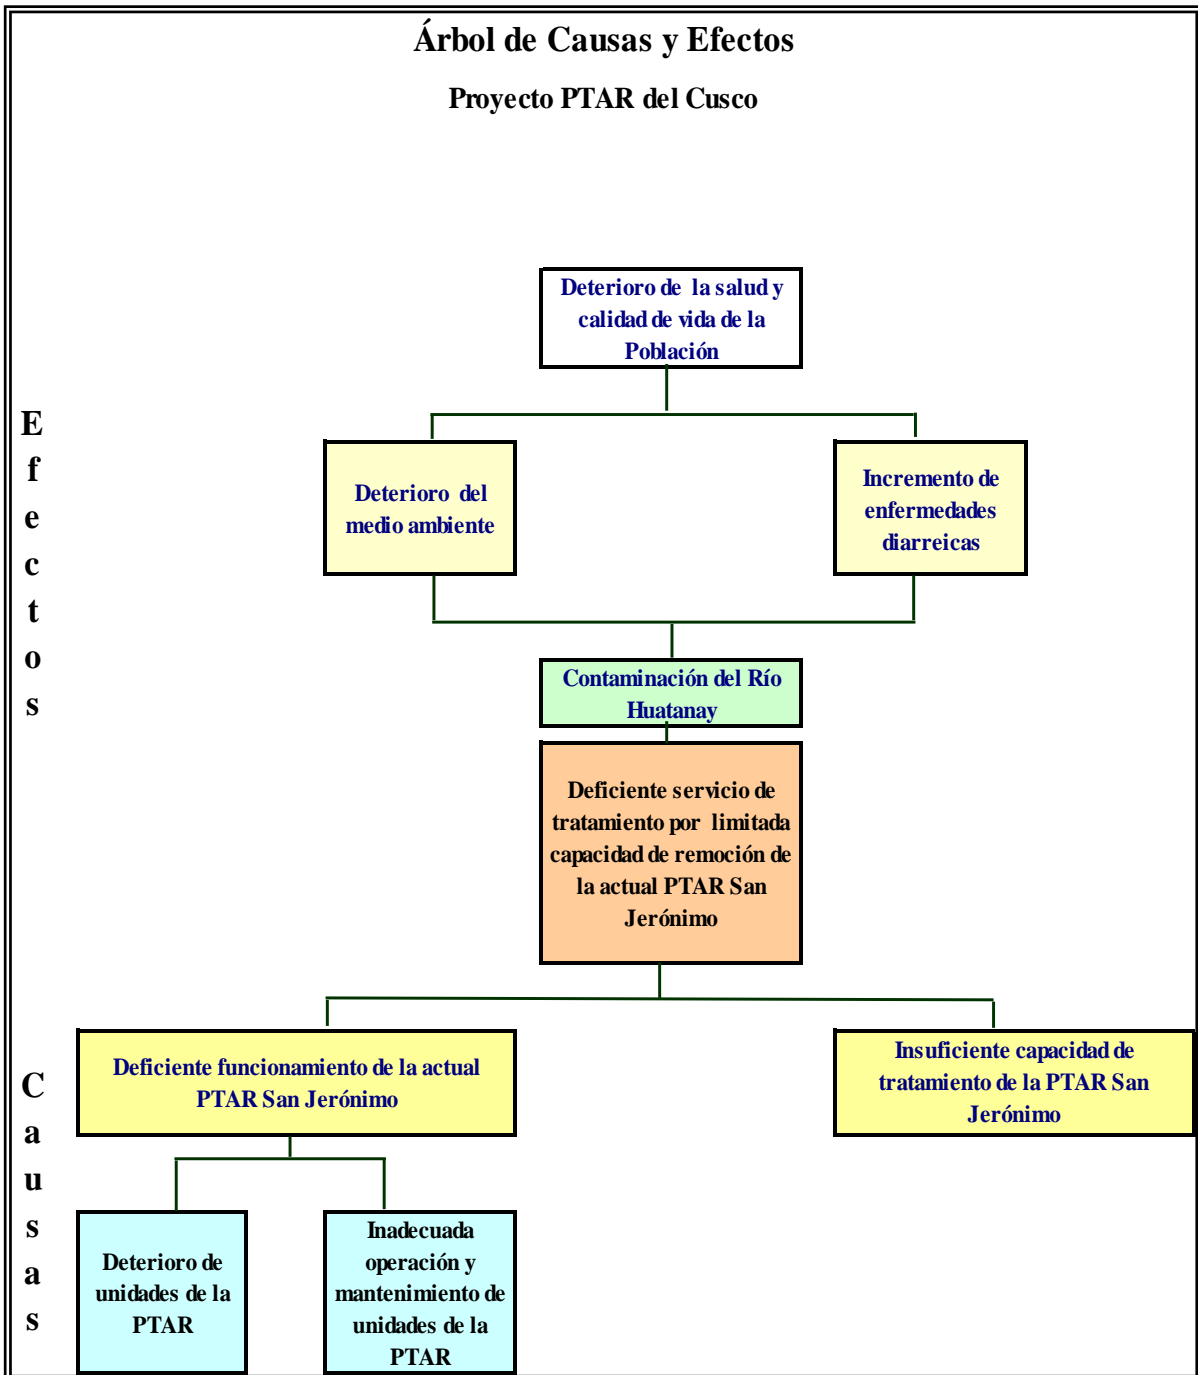 Árbol de Causas y Efectos
Proyecto PTAR del Cusco
Deterioro de la salud y
calidad de vida de la
Población
Efectos
Deterioro del
medio ambiente
Incremento de
enfermedades
diarreicas
Contaminación del Río
Huatanay
Deficiente servicio de
tratamiento por limitada
capacidad de remoción de
la actual PTAR San
Jerónimo
Causas
Deficiente funcionamiento de la actual
PTAR San Jerónimo
Insuficiente capacidad de
tratamiento de la PTAR San
Jerónimo
Deterioro de
unidades de la
PTAR
Inadecuada
operación y
mantenimiento de
unidades de la
PTAR